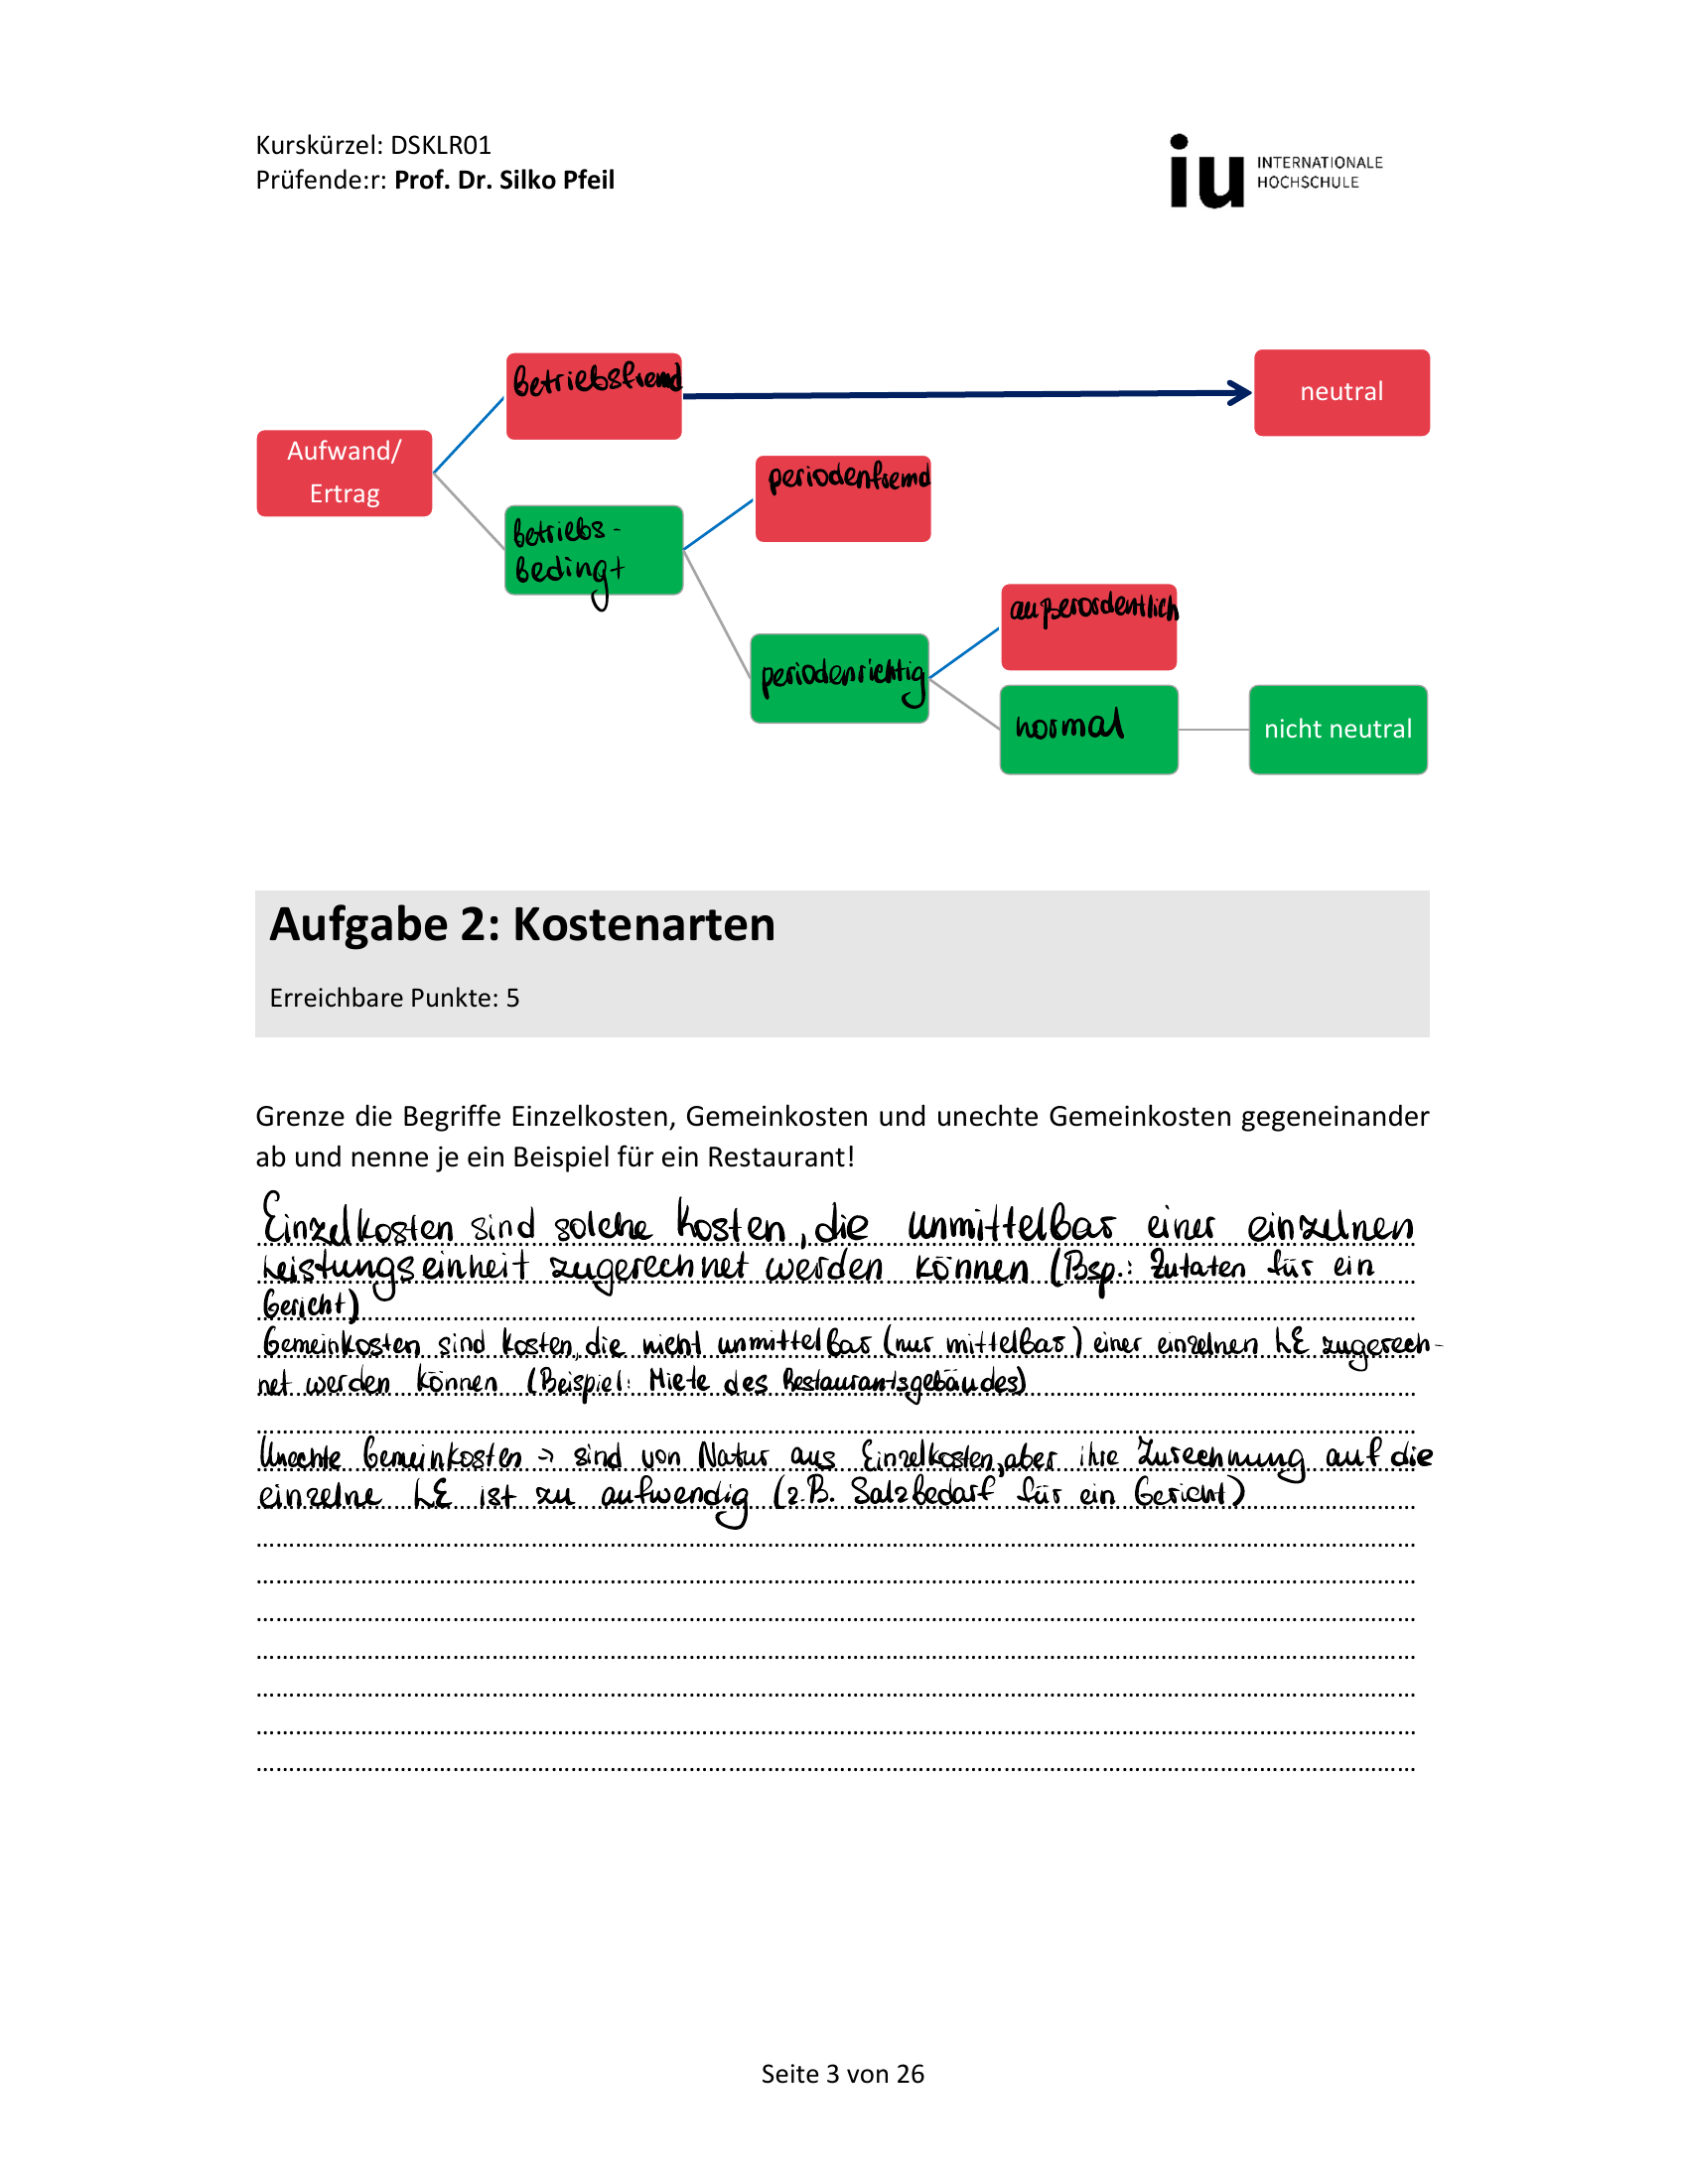 Kurskürzel: DSKLR01
Prüfende:r: Prof. Dr. Silko Pfeil
iu INTERNATIONALE
HOCHSCHULE
betriebsfremd
neutral
Aufwand/
Ertrag
periodenfremd
betriebs-
bedingt
außerordentlich
periodenrichtig
normal
nicht neutral
Aufgabe 2: Kostenarten
Erreichbare Punkte: 5
Grenze die Begriffe Einzelkosten, Gemeinkosten und unechte Gemeinkosten gegeneinander
ab und nenne je ein Beispiel für ein Restaurant!
Einzelkosten sind solche Kosten, die unmittelbar einer einzelnen
Leistungseinheit zugerechnet werden können (Bsp.: Zutaten für ein
Gericht)
Gemeinkosten sind Kosten, die nicht unmittelbar (nur mittelbar) einer einzelnen LE zugerech-
net werden können (Beispiel: Miete des Restaurantsgebäudes)
Unechte Gemeinkosten -> sind von Natur aus Einzelkosten, aber ihre Zurechnung auf die
einzelne LE ist zu aufwendig (z.B. Salzbedarf für ein Gericht)
Seite 3 von 26